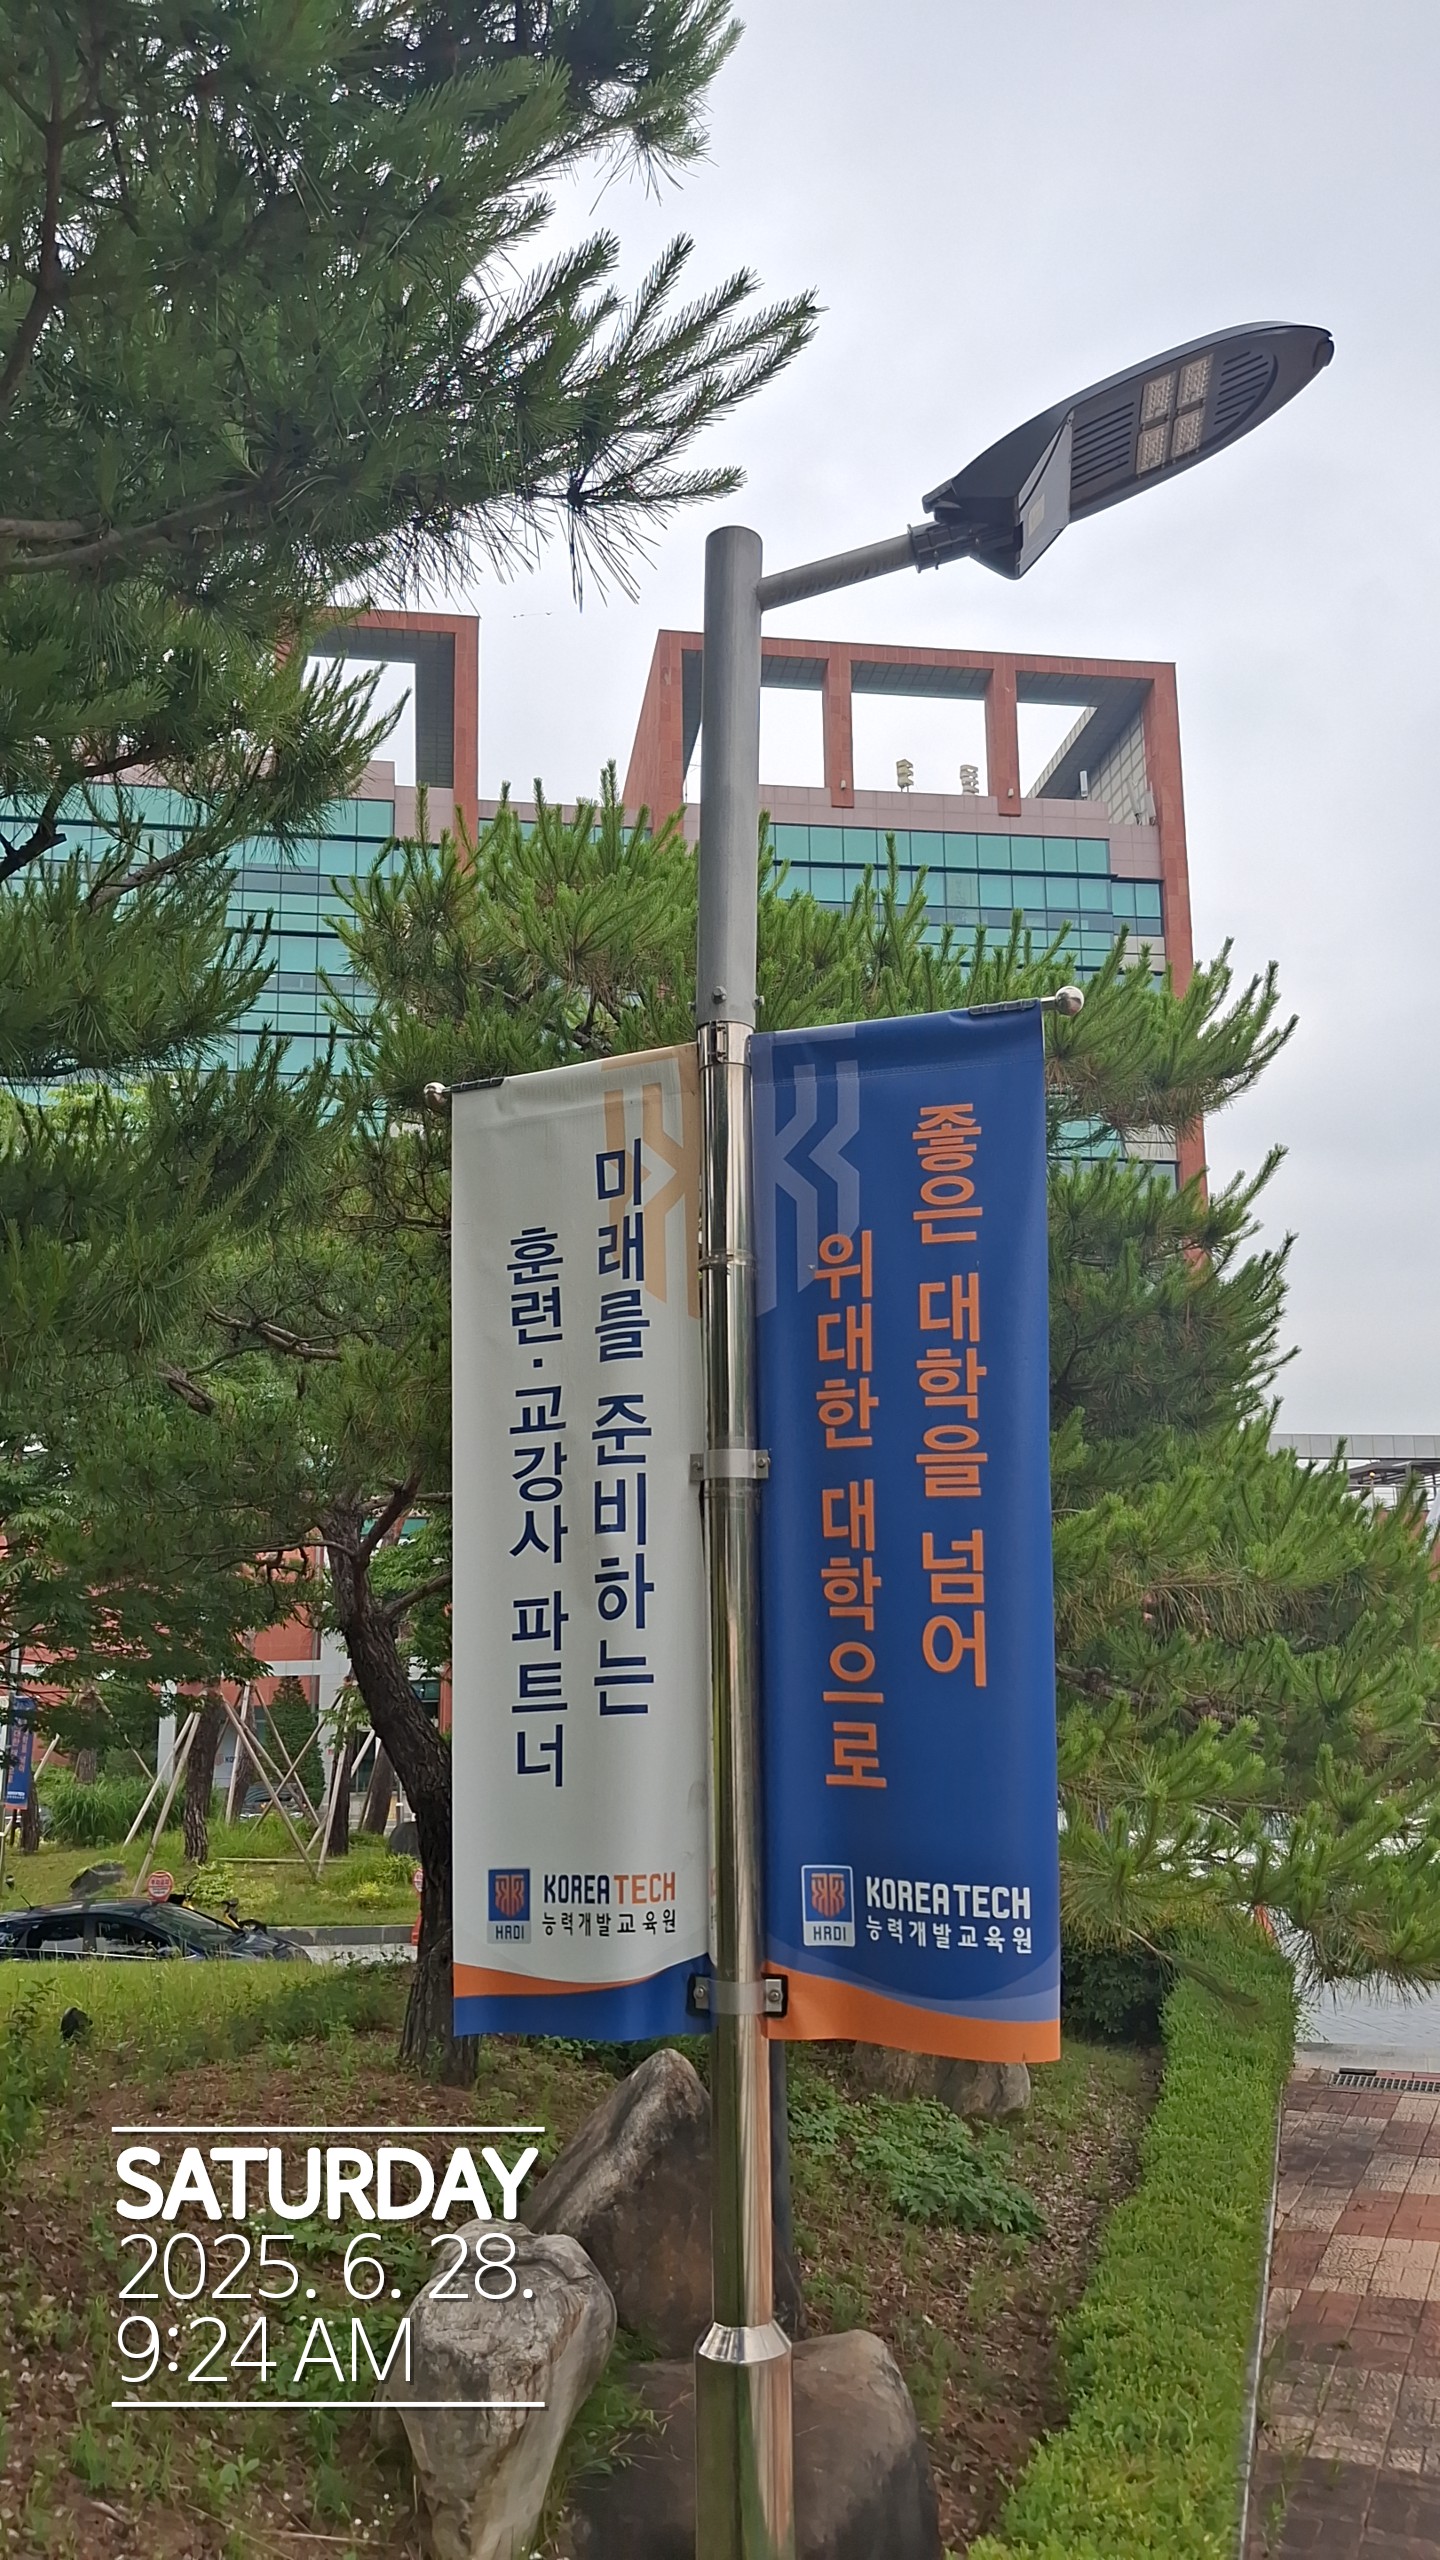 미래를 준비하는
훈련·교강사 파트너
HRDI
KOREATECH
능력개발교육원
좋은 대학을 넘어
위대한 대학으로
HRDI
KOREATECH
능력개발교육원
SATURDAY
2025. 6. 28.
9:24 AM